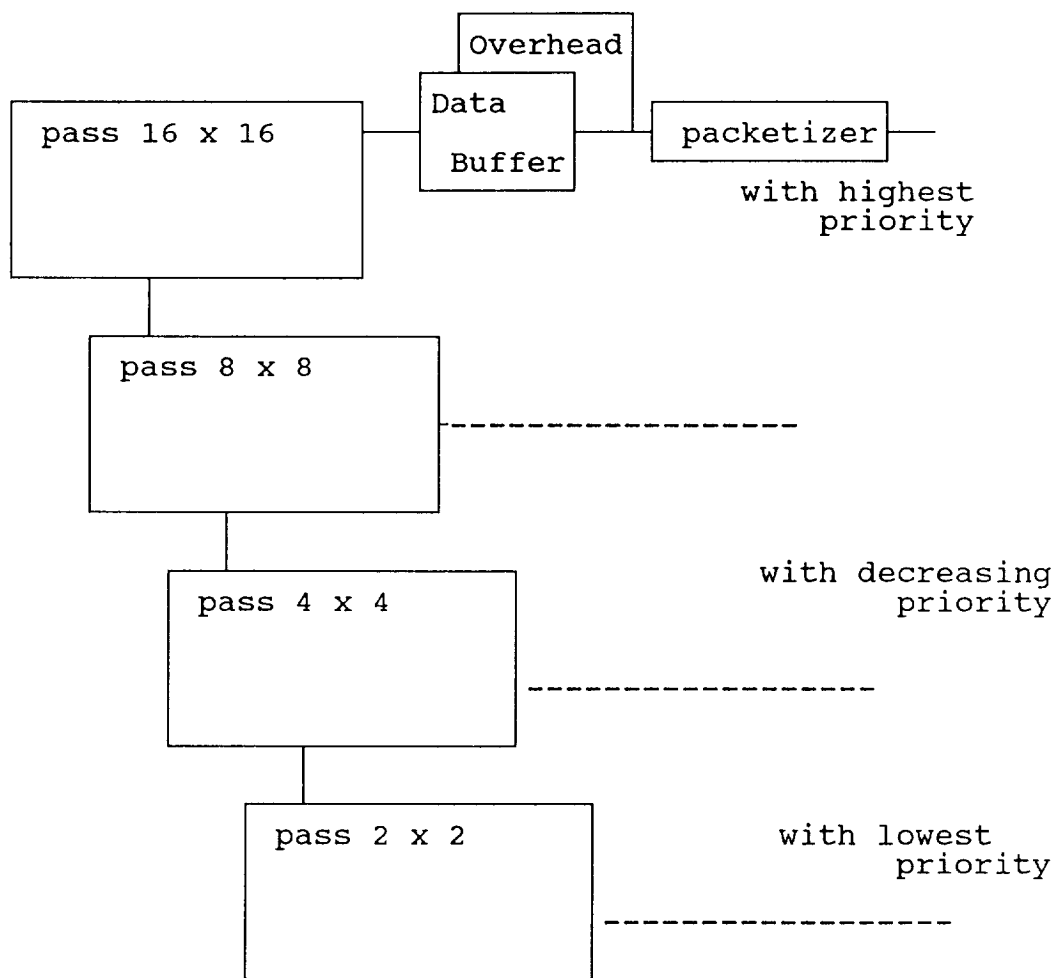 Overhead
Data
Buffer
pass 16 x 16
packetizer
with highest
priority
pass 8 x 8
with decreasing
priority
pass 4 x 4
with lowest
priority
pass 2 x 2